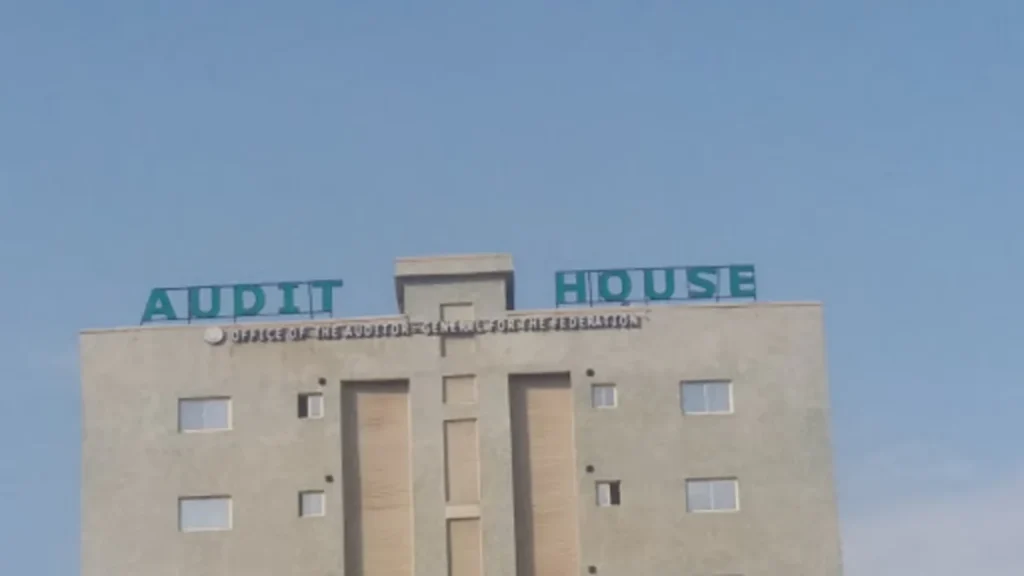 AUDIT HOUSE
OFFICE OF THE AUDITOR-GENERAL FOR THE FEDERATION